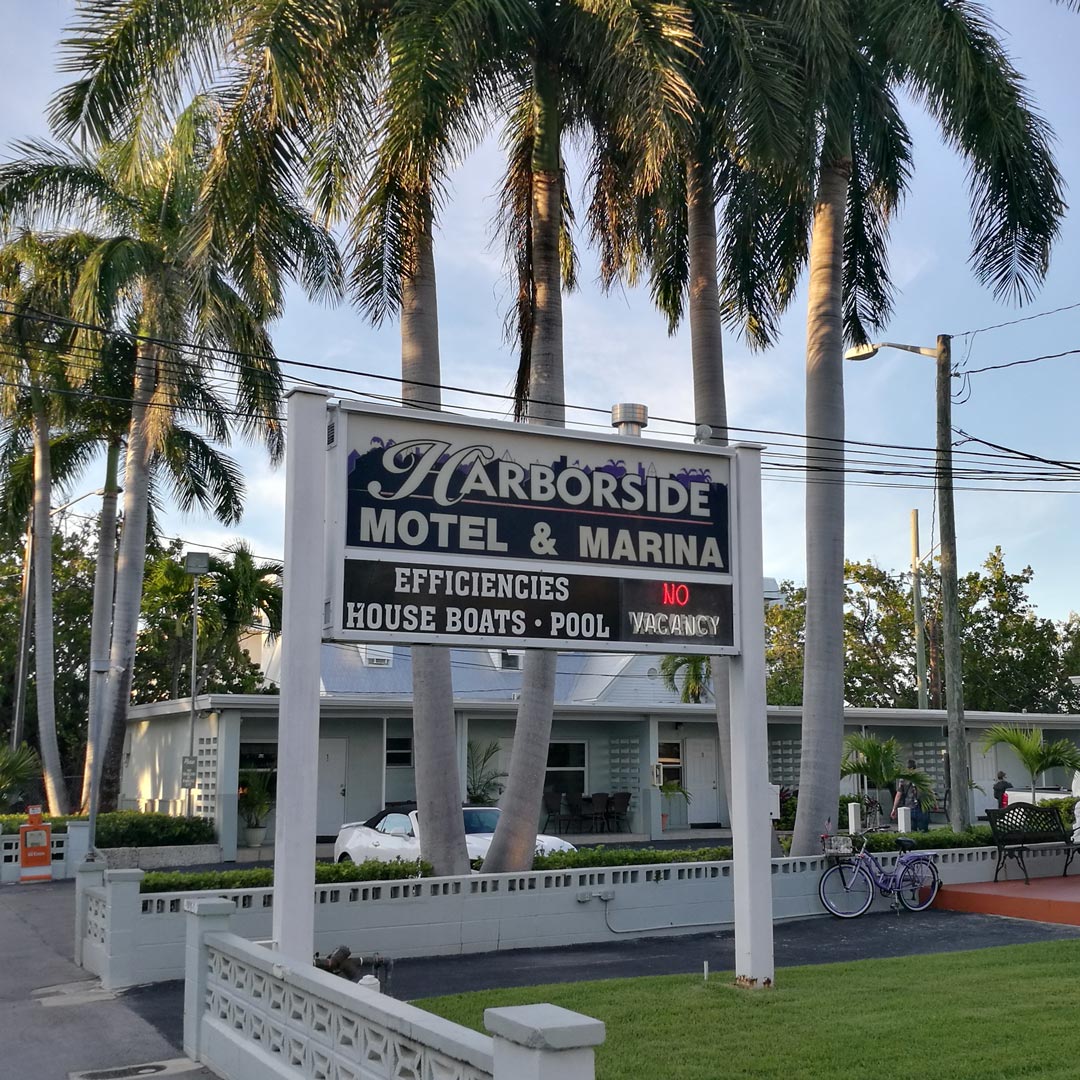 HARBORSIDE
MOTEL & MARINA
EFFICIENCIES
HOUSE BOATS · POOL
NO
VACANCY